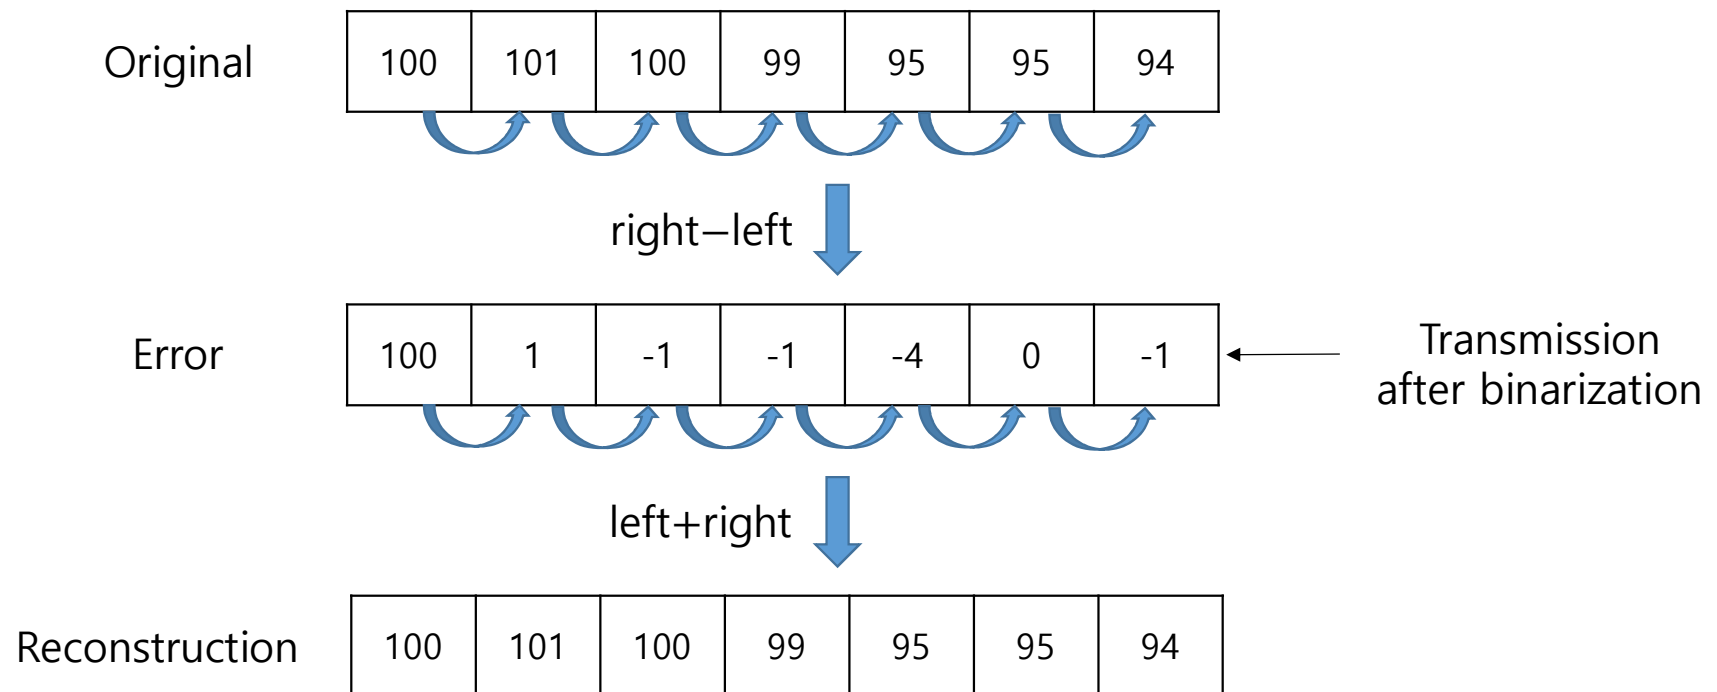 Original 100 101 100 99 95 95 94
right−left
Error 100 1 -1 -1 -4 0 -1
Transmission
after binarization
left+right
Reconstruction 100 101 100 99 95 95 94